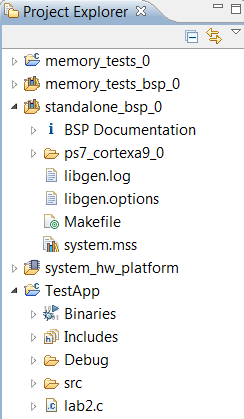 Project Explorer
memory_tests_0
memory_tests_bsp_0
standalone_bsp_0
BSP Documentation
ps7_cortexa9_0
libgen.log
libgen.options
Makefile
system.mss
system_hw_platform
TestApp
Binaries
Includes
Debug
src
lab2.c